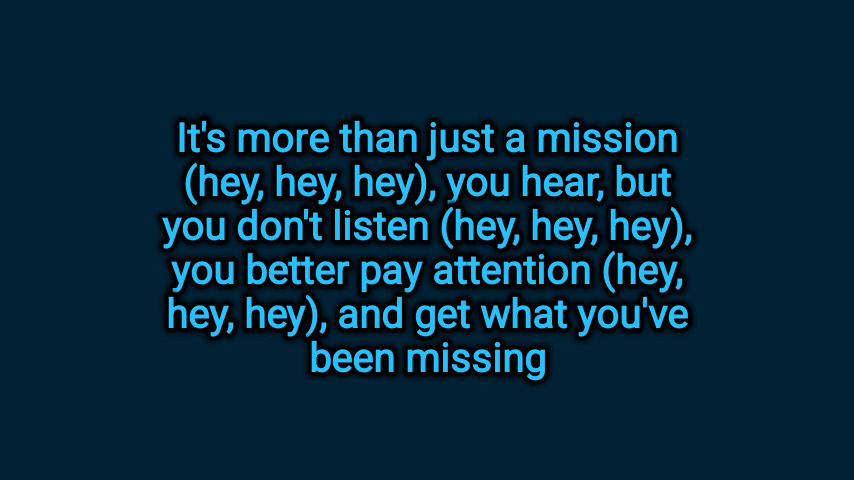 It's more than just a mission
(hey, hey, hey), you hear, but
you don't listen (hey, hey, hey),
you better pay attention (hey,
hey, hey), and get what you've
been missing